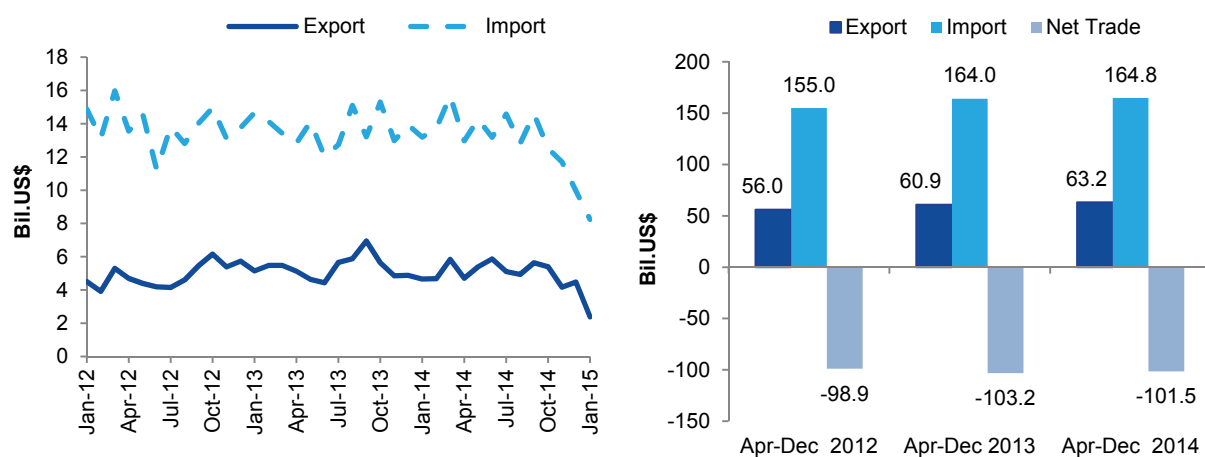 Export Import
Bil.US$
18
16
14
12
10
8
6
4
2
0
Jan-12
Apr-12
Jul-12
Oct-12
Jan-13
Apr-13
Jul-13
Oct-13
Jan-14
Apr-14
Jul-14
Oct-14
Jan-15
Export Import Net Trade
Bil.US$
200
150
100
50
0
-50
-100
-150
56.0
155.0
-98.9
60.9
164.0
-103.2
63.2
164.8
-101.5
Apr-Dec 2012
Apr-Dec 2013
Apr-Dec 2014